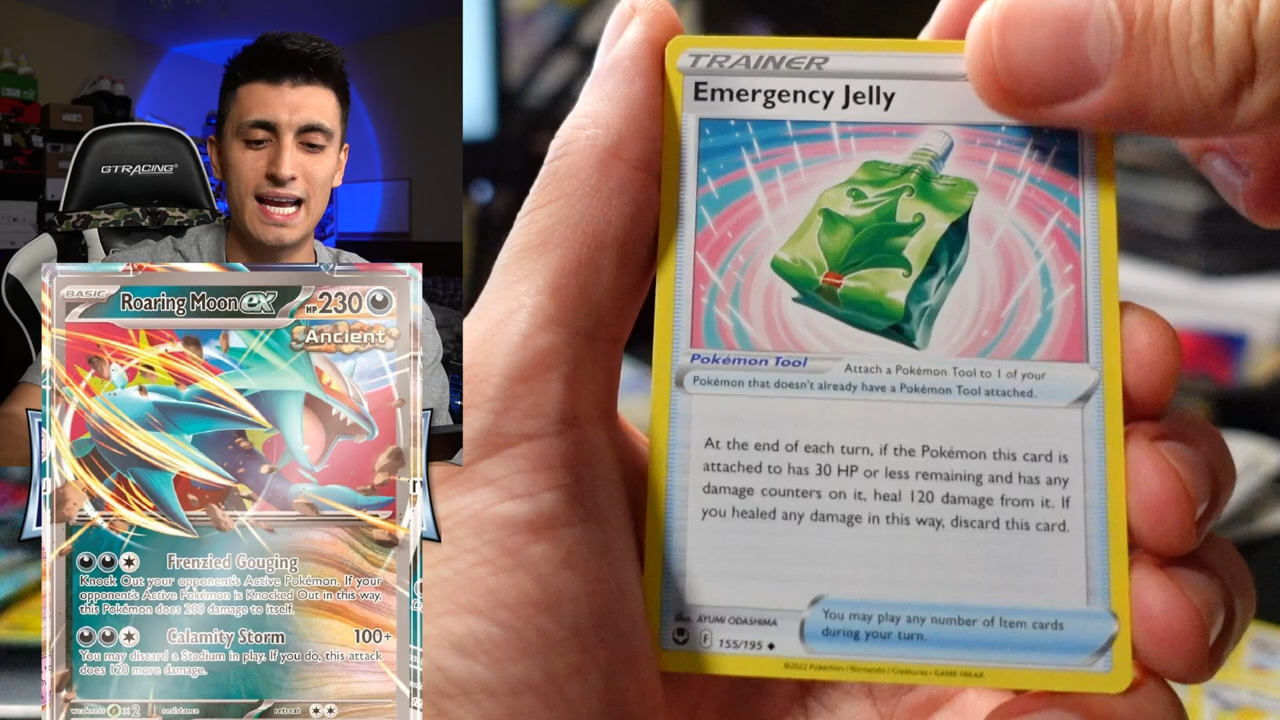 GTRACING
BASIC
Roaring Moon ex
HP 230
Ancient
Frenzied Gouging
Knock Out your opponent's Active Pokémon. If your
opponent's Active Pokémon is Knocked Out in this way,
this Pokémon does 200 damage to itself.
Calamity Storm 100+
You may discard a Stadium in play. If you do, this attack
does 120 more damage.
weakness ×2 resistance retreat
TRAINER
Emergency Jelly
Pokémon Tool
Attach a Pokémon Tool to 1 of your
Pokémon that doesn't already have a Pokémon Tool attached.
At the end of each turn, if the Pokémon this card is
attached to has 30 HP or less remaining and has any
damage counters on it, heal 120 damage from it. If
you healed any damage in this way, discard this card.
You may play any number of Item cards
during your turn.
Illus. AYUMI ODASHIMA
F 155/195
©2022 Pokémon / Nintendo / Creatures / GAME FREAK.